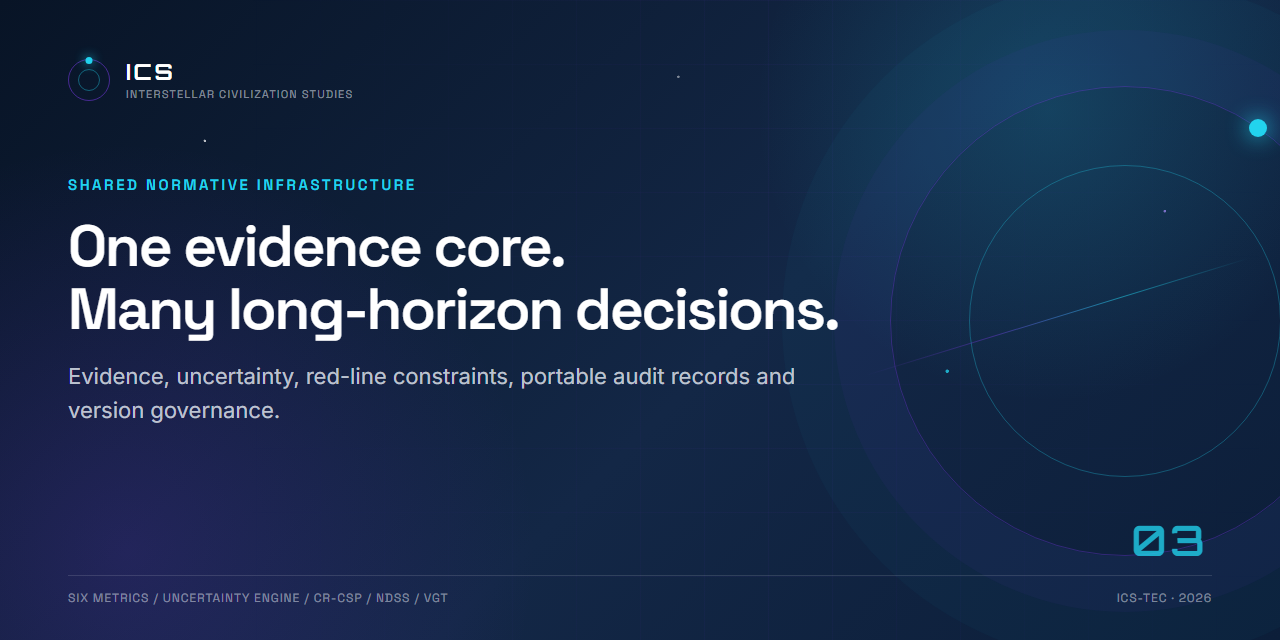 ICS
INTERSTELLAR CIVILIZATION STUDIES
SHARED NORMATIVE INFRASTRUCTURE
One evidence core.
Many long-horizon decisions.
Evidence, uncertainty, red-line constraints, portable audit records and
version governance.
03
SIX METRICS / UNCERTAINTY ENGINE / CR-CSP / NDSS / VGT
ICS-TEC · 2026